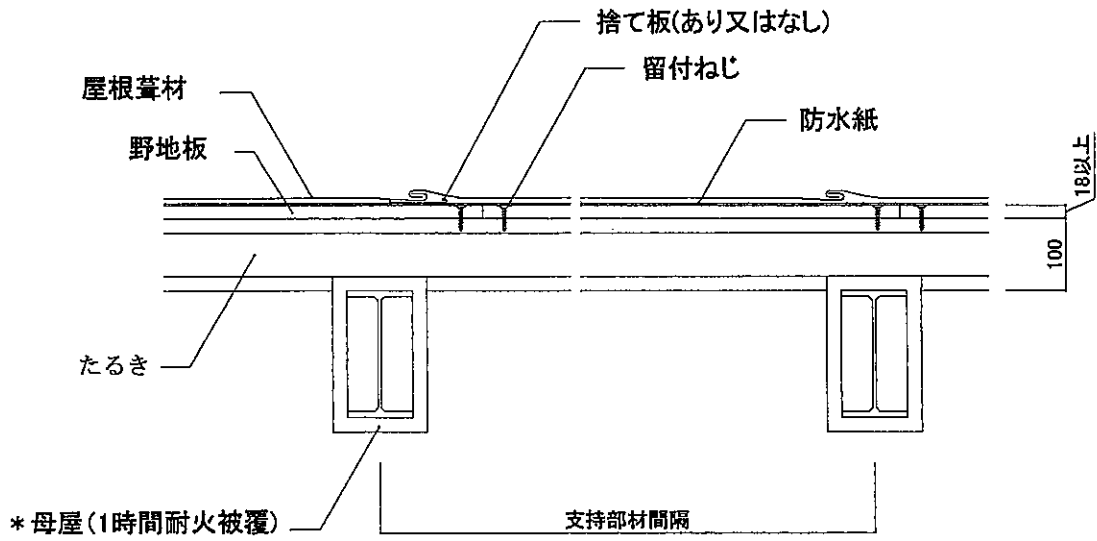 捨て板(あり又はなし)
留付ねじ
屋根葺材
防水紙
野地板
18以上
100
たるき
*母屋(1時間耐火被覆)
支持部材間隔